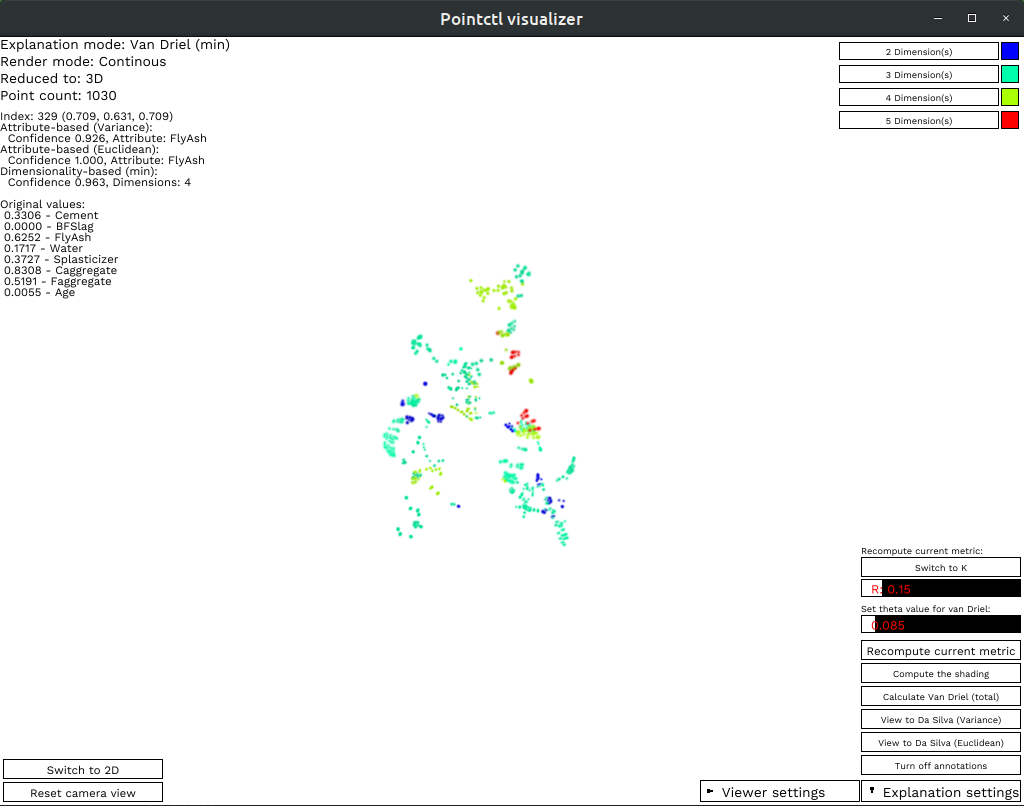 Pointctl visualizer
Explanation mode: Van Driel (min)
Render mode: Continous
Reduced to: 3D
Point count: 1030
Index: 329 (0.709, 0.631, 0.709)
Attribute-based (Variance):
Confidence 0.926, Attribute: FlyAsh
Attribute-based (Euclidean):
Confidence 1.000, Attribute: FlyAsh
Dimensionality-based (min):
Confidence 0.963, Dimensions: 4
Original values:
0.3306 - Cement
0.0000 - BFSlag
0.6252 - FlyAsh
0.1717 - Water
0.3727 - Splasticizer
0.8308 - Caggregate
0.5191 - Faggregate
0.0055 - Age
2 Dimension(s)
3 Dimension(s)
4 Dimension(s)
5 Dimension(s)
Recompute current metric:
Switch to K
R: 0.15
Set theta value for van Driel:
0.085
Recompute current metric
Compute the shading
Calculate Van Driel (total)
View to Da Silva (Variance)
View to Da Silva (Euclidean)
Turn off annotations
Switch to 2D
Reset camera view
Viewer settings
Explanation settings